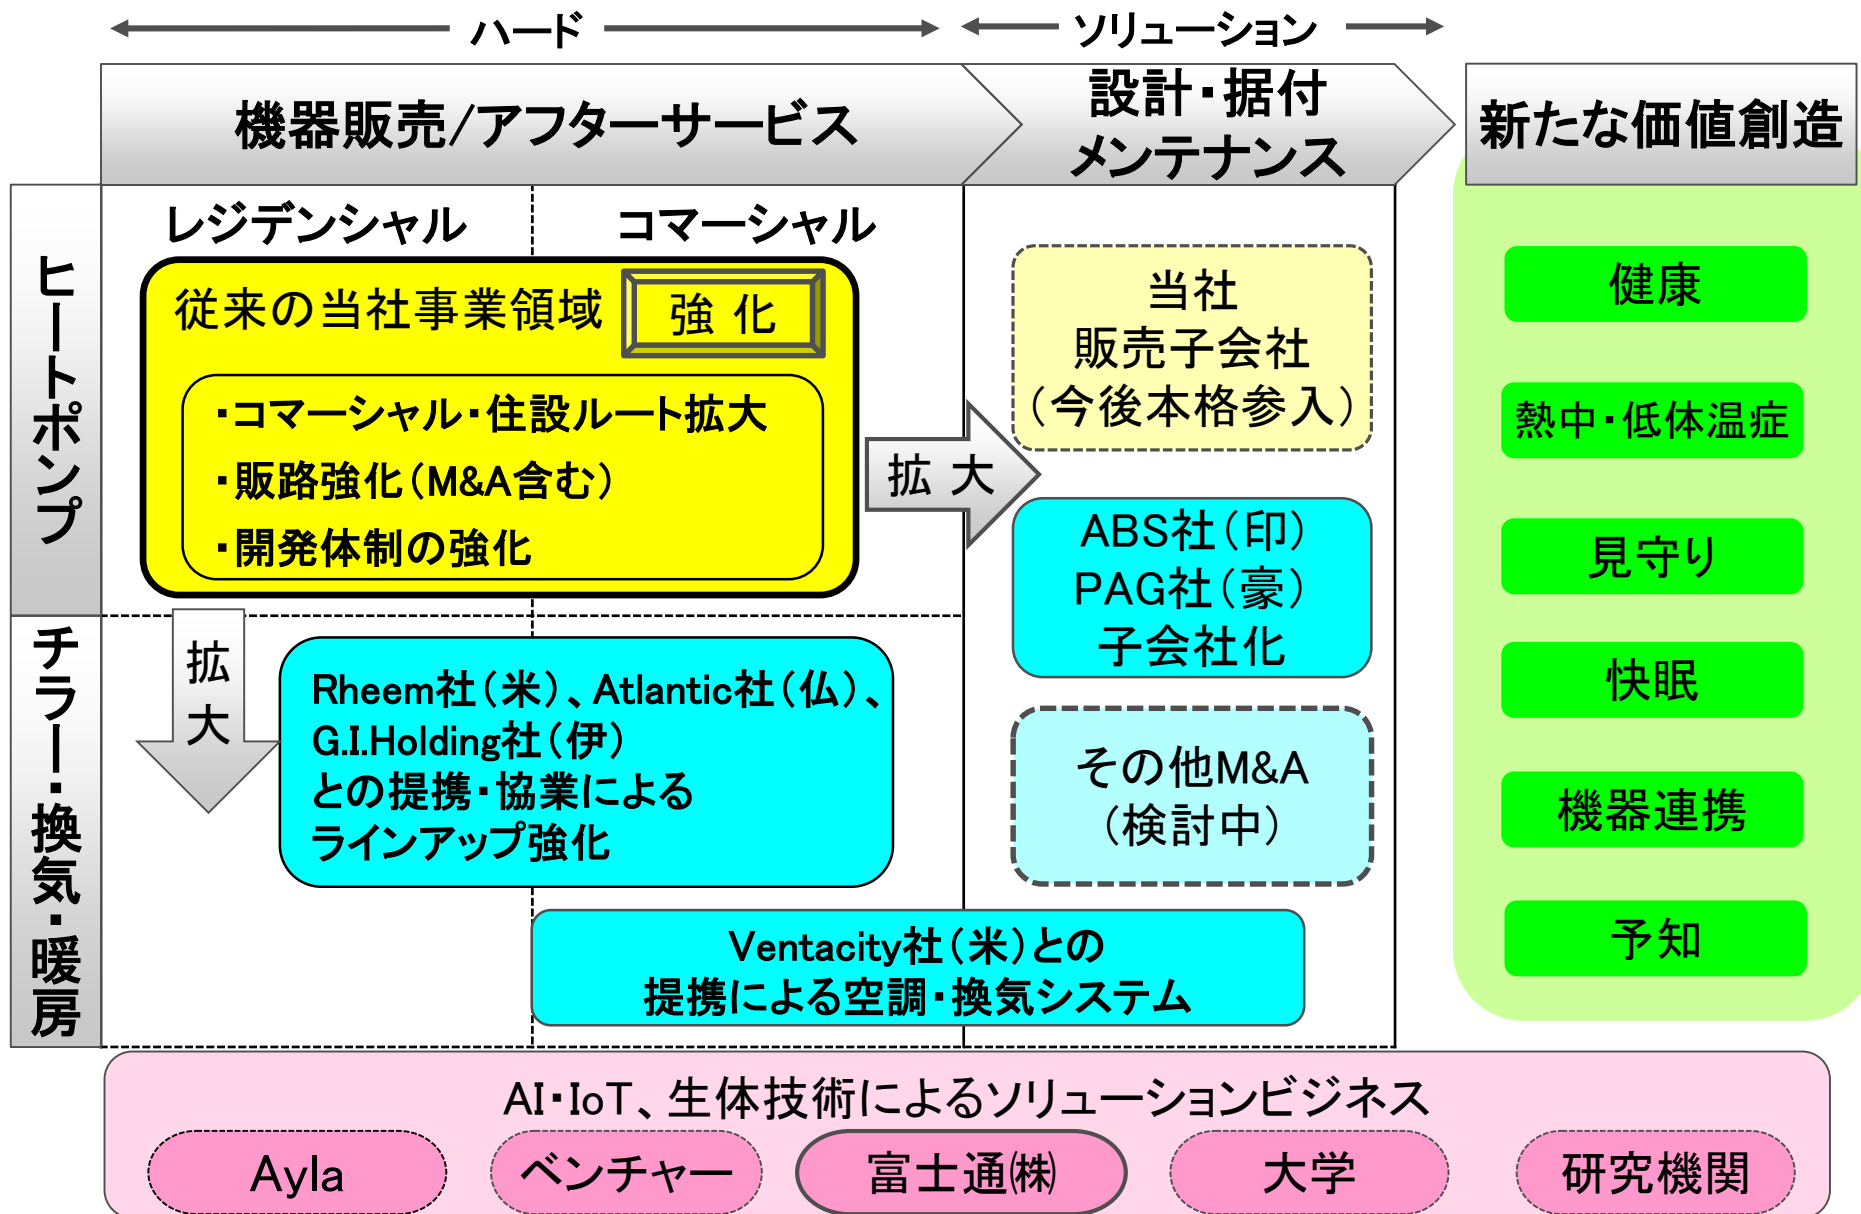 ハード
ソリューション
機器販売/アフターサービス
設計・据付
メンテナンス
新たな価値創造
ヒートポンプ
レジデンシャル
コマーシャル
従来の当社事業領域
強 化
・コマーシャル・住設ルート拡大
・販路強化(M&A含む)
・開発体制の強化
拡 大
当社
販売子会社
(今後本格参入)
ABS社(印)
PAG社(豪)
子会社化
その他M&A
(検討中)
チラー・換気・暖房
拡
大
Rheem社(米)、Atlantic社(仏)、
G.I.Holding社(伊)
との提携・協業による
ラインアップ強化
Ventacity社(米)との
提携による空調・換気システム
健康
熱中・低体温症
見守り
快眠
機器連携
予知
AI・IoT、生体技術によるソリューションビジネス
Ayla
ベンチャー
富士通㈱
大学
研究機関